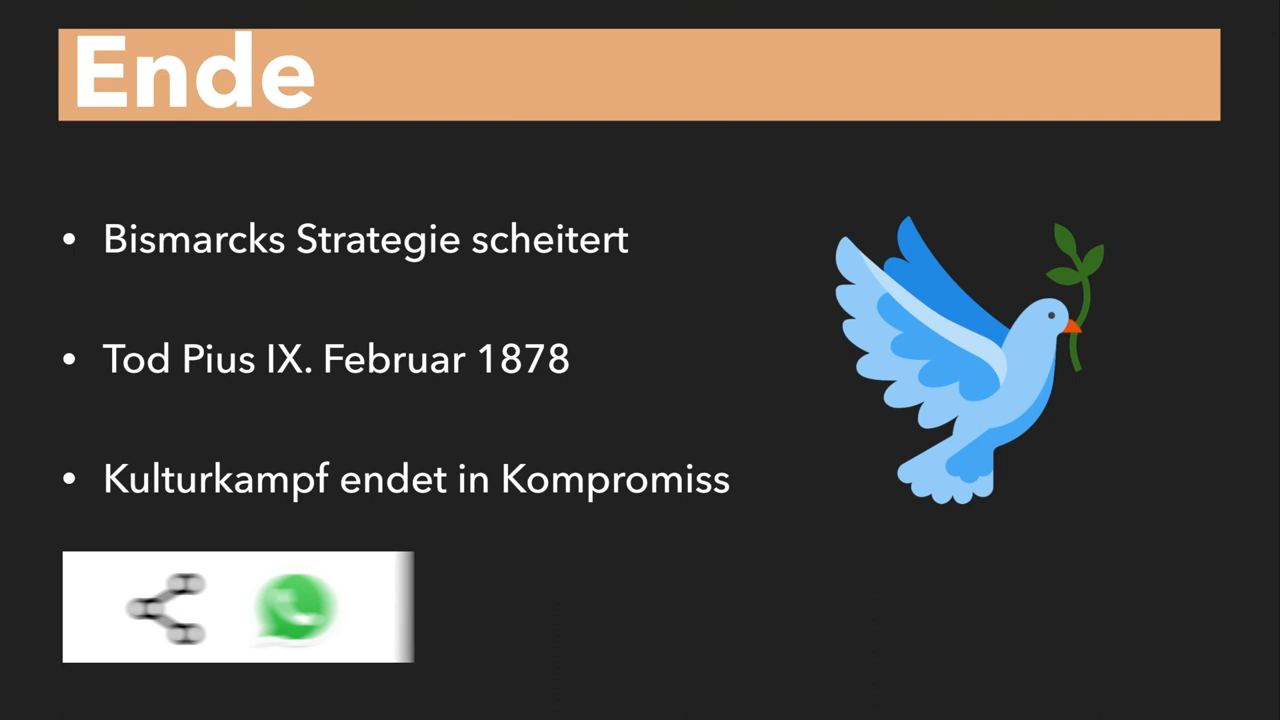 Ende
• Bismarcks Strategie scheitert
• Tod Pius IX. Februar 1878
• Kulturkampf endet in Kompromiss